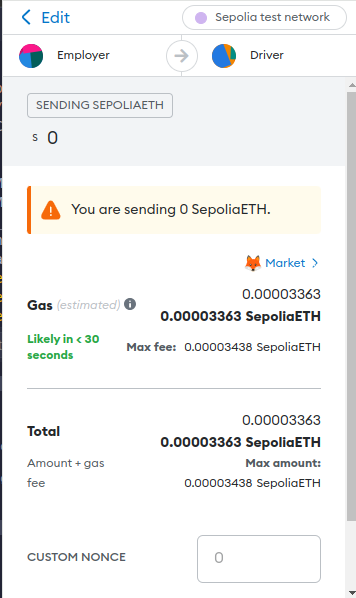 Edit
Sepolia test network
Employer
Driver
SENDING SEPOLIAETH
S 0
You are sending 0 SepoliaETH.
Market
Gas (estimated)
0.00003363
0.00003363 SepoliaETH
Likely in < 30
seconds
Max fee: 0.00003438 SepoliaETH
Total
0.00003363
0.00003363 SepoliaETH
Amount + gas
fee
Max amount:
0.00003438 SepoliaETH
CUSTOM NONCE
0